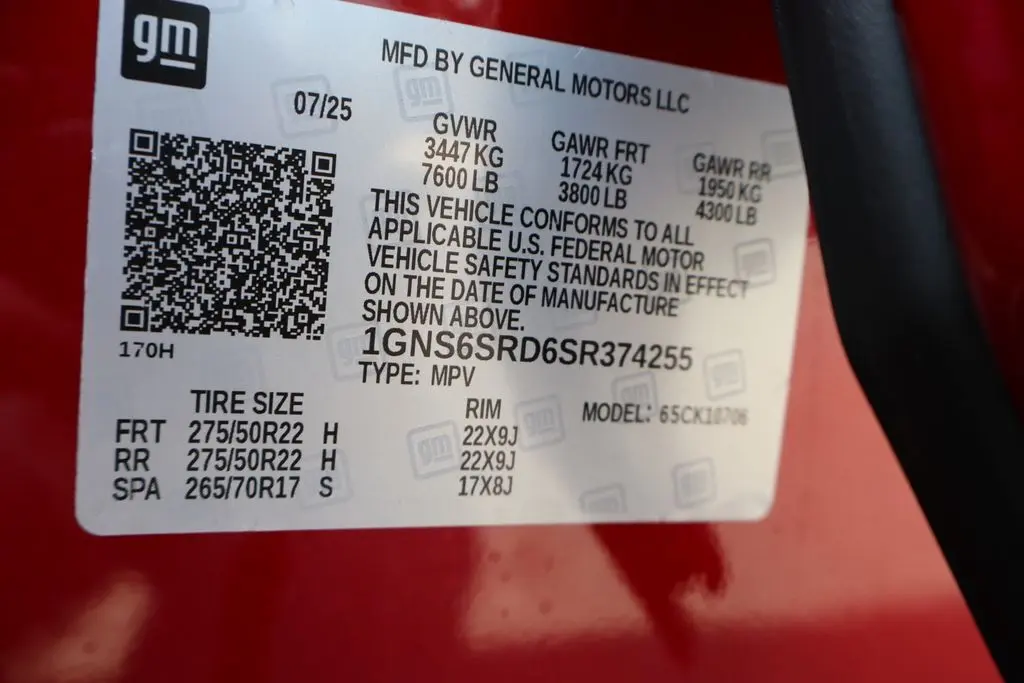 gm
MFD BY GENERAL MOTORS LLC
07/25
GVWR GAWR FRT GAWR RR
3447 KG 1724 KG 1950 KG
7600 LB 3800 LB 4300 LB
THIS VEHICLE CONFORMS TO ALL
APPLICABLE U.S. FEDERAL MOTOR
VEHICLE SAFETY STANDARDS IN EFFECT
ON THE DATE OF MANUFACTURE
SHOWN ABOVE.
170H
1GNS6SRD6SR374255
TYPE: MPV
TIRE SIZE RIM MODEL:
FRT 275/50R22 H 22X9J
RR 275/50R22 H 22X9J
SPA 265/70R17 S 17X8J